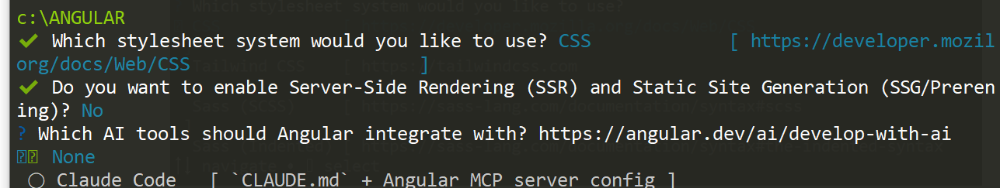 c:\ANGULAR
✔ Which stylesheet system would you like to use? CSS [ https://developer.mozil
org/docs/Web/CSS ]
✔ Do you want to enable Server-Side Rendering (SSR) and Static Site Generation (SSG/Preren
ing)? No
? Which AI tools should Angular integrate with? https://angular.dev/ai/develop-with-ai
None
○ Claude Code [ `CLAUDE.md` + Angular MCP server config ]